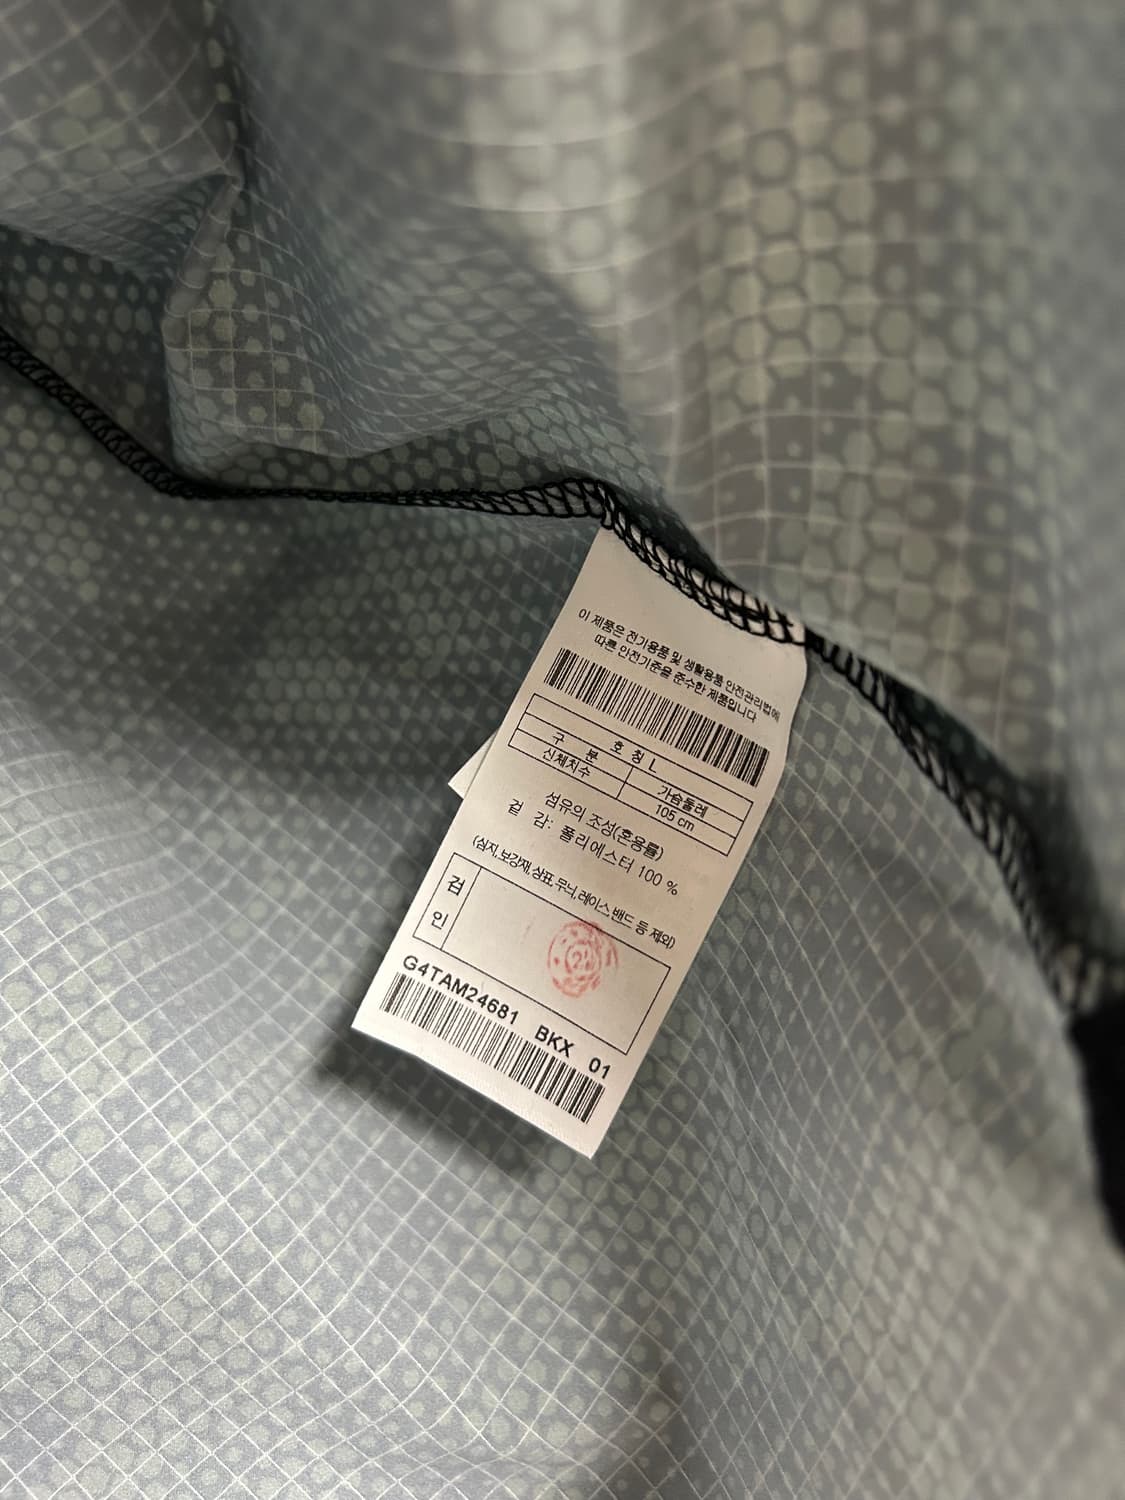 이 제품은 전기용품 및 생활용품 안전관리법에
따른 안전기준을 준수한 제품입니다
호 칭 L
구 분 가슴둘레
신체치수 105 cm
섬유의 조성(혼용률)
겉 감: 폴리에스터 100 %
(심지,보강재,상표,무늬,레이스,밴드 등 제외)
검
인
G4TAM24681 BKX 01